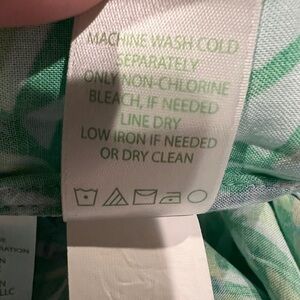 MACHINE WASH COLD
SEPARATELY
ONLY NON-CHLORINE
BLEACH, IF NEEDED
LINE DRY
LOW IRON IF NEEDED
OR DRY CLEAN
LLC